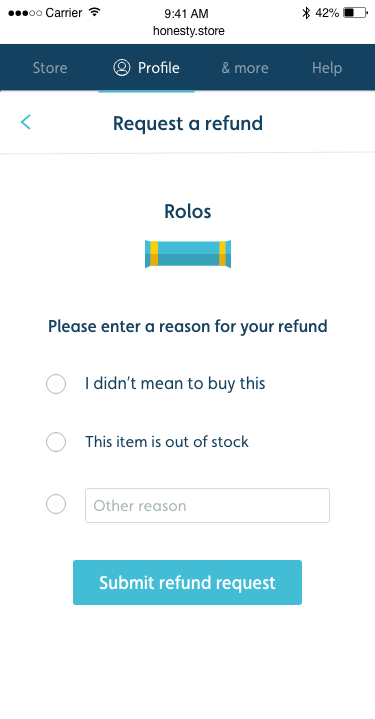 Carrier 9:41 AM 42%
honesty.store
Store Profile & more Help
Request a refund
Rolos
Please enter a reason for your refund
I didn't mean to buy this
This item is out of stock
Other reason
Submit refund request